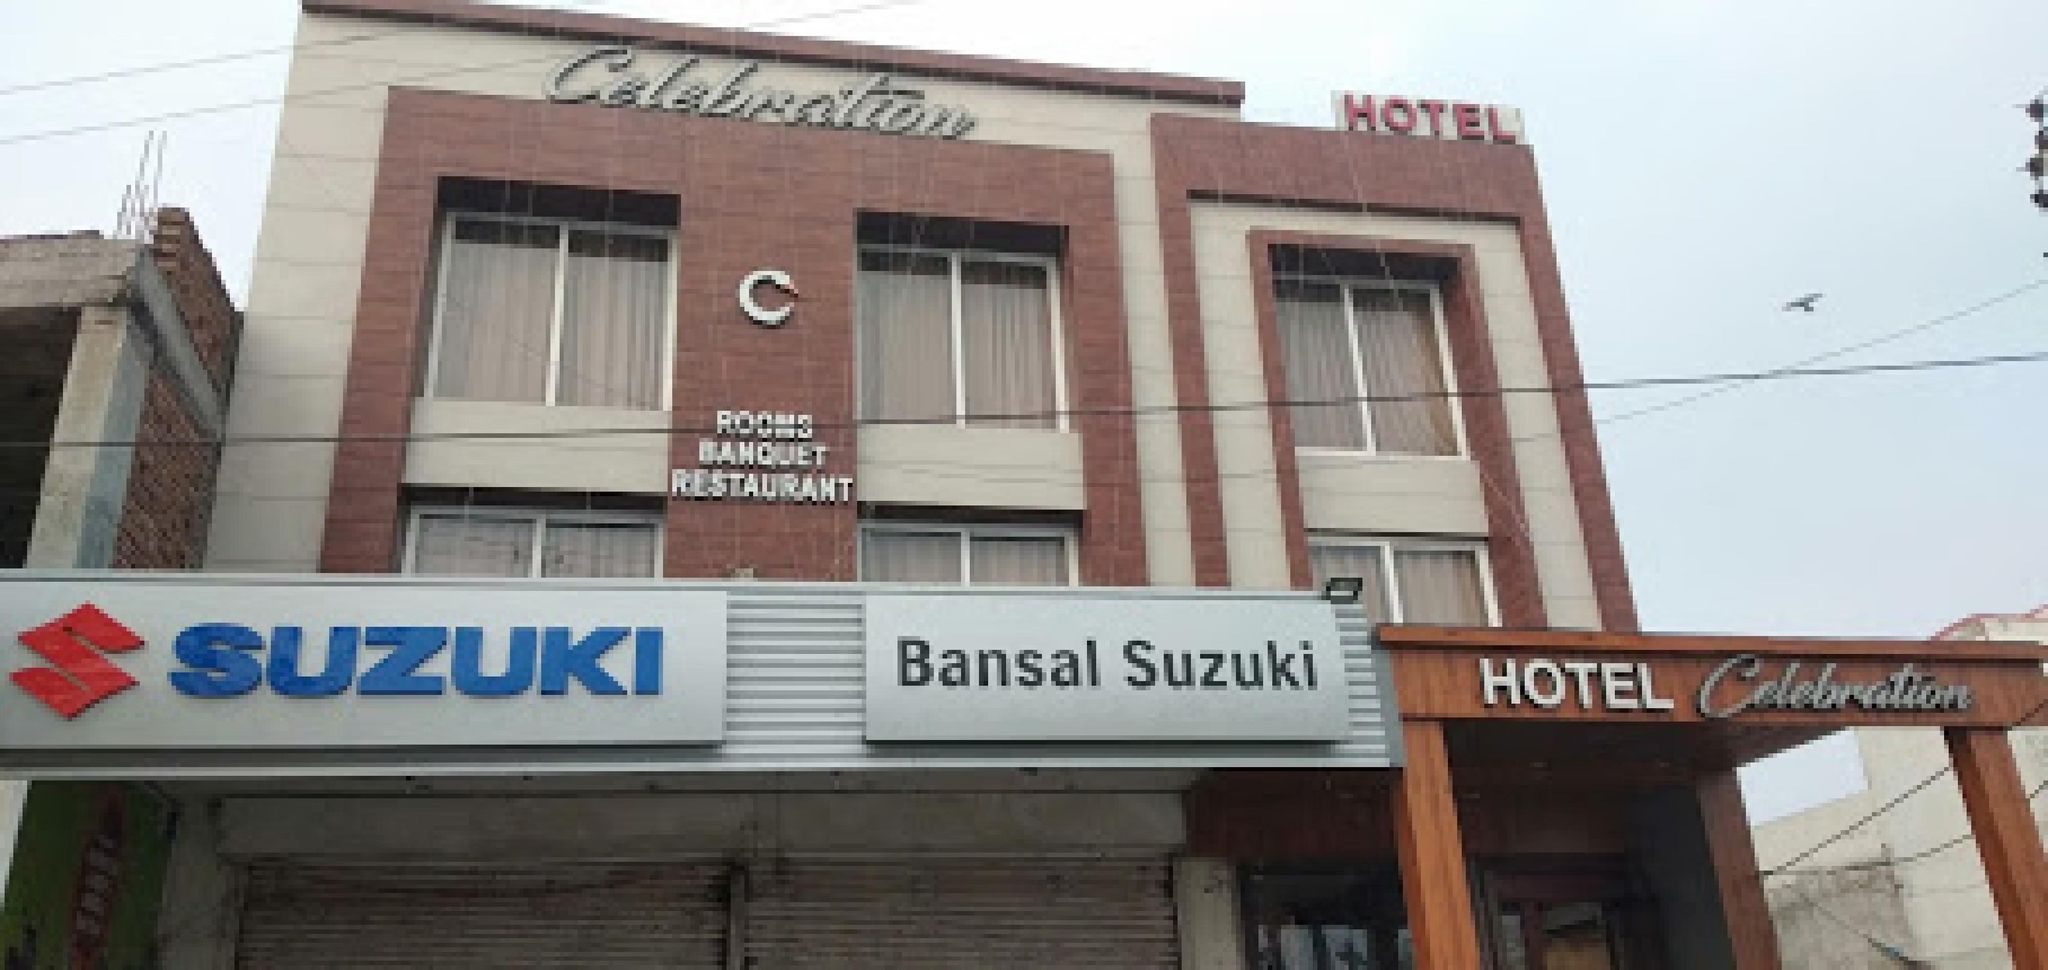 Celebration
HOTEL
C
ROOMS
BANQUET
RESTAURANT
SUZUKI
Bansal Suzuki
HOTEL Celebration